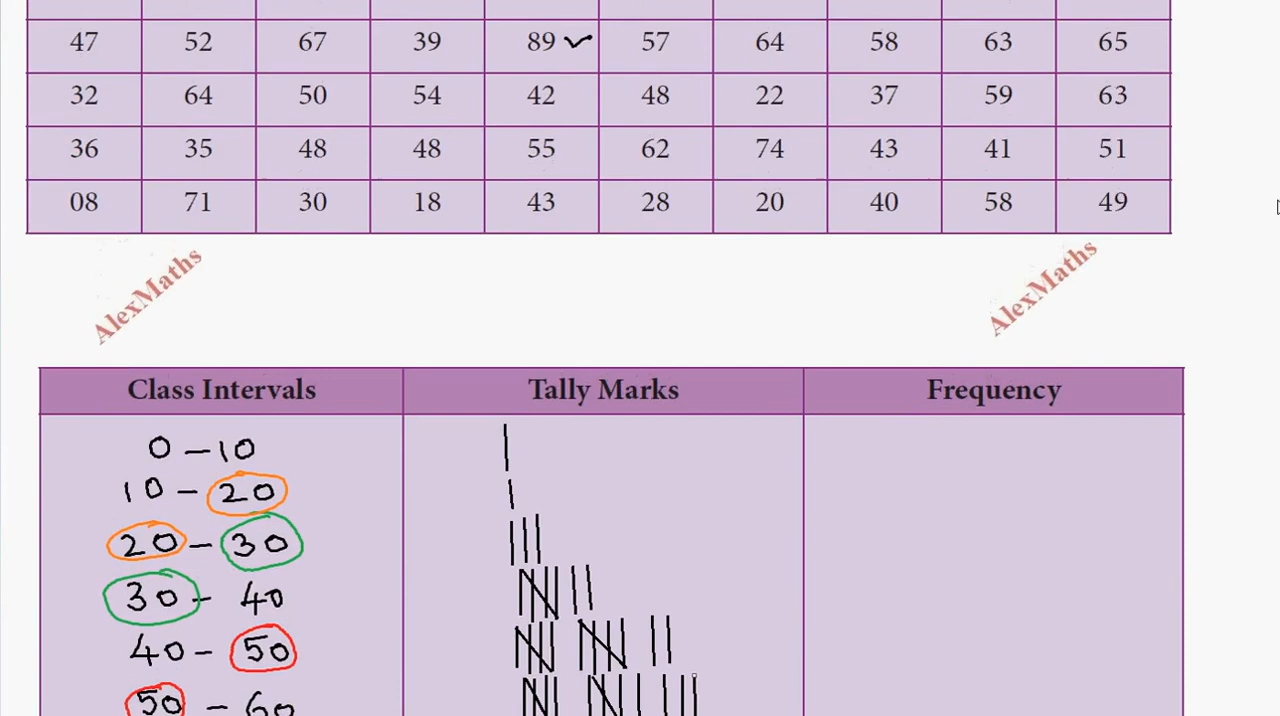 47 52 67 39 89 57 64 58 63 65
32 64 50 54 42 48 22 37 59 63
36 35 48 48 55 62 74 43 41 51
08 71 30 18 43 28 20 40 58 49
AlexMaths AlexMaths
Class Intervals Tally Marks Frequency
0 – 10
10 – 20
20 – 30
30 – 40
40 – 50
50 – 60